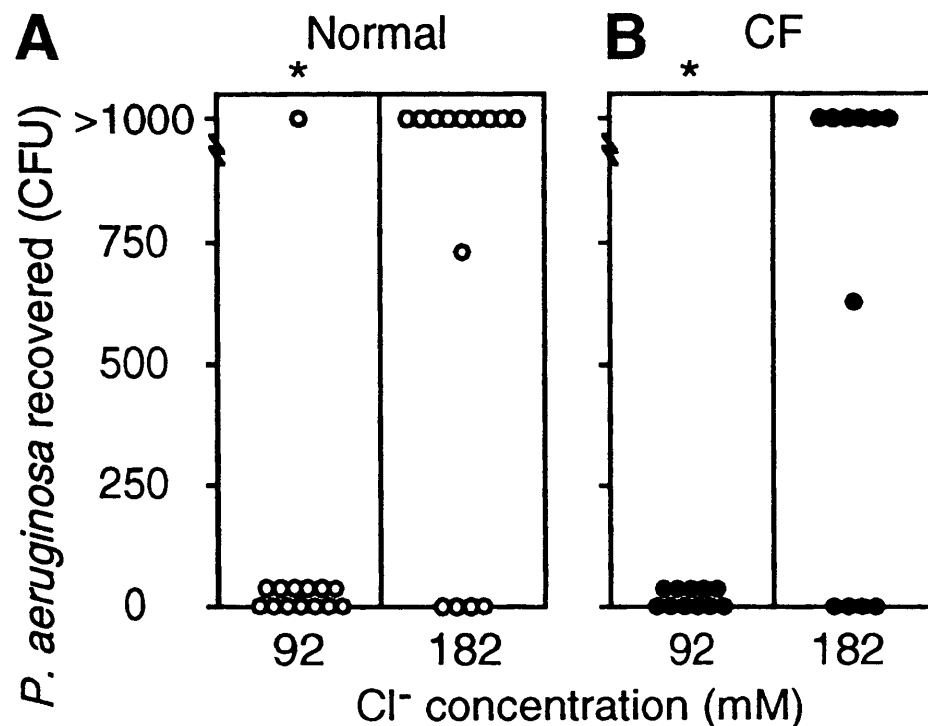 A Normal
*
B CF
*
P. aeruginosa recovered (CFU)
>1000
750
500
250
0
92 182 92 182
Cl⁻ concentration (mM)